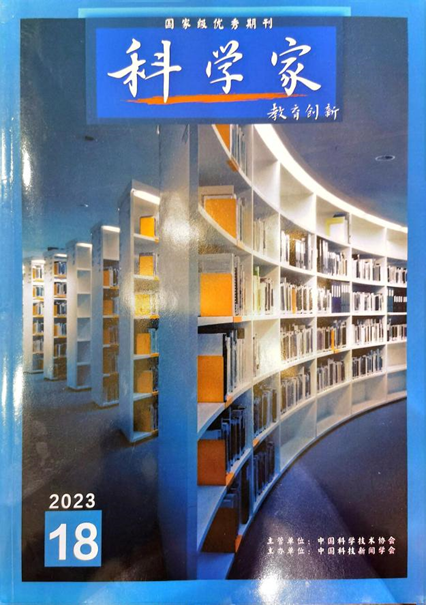 国家级优秀期刊
科学家
教育创新
2023
18
主管单位：中国科学技术协会
主办单位：中国科技新闻学会